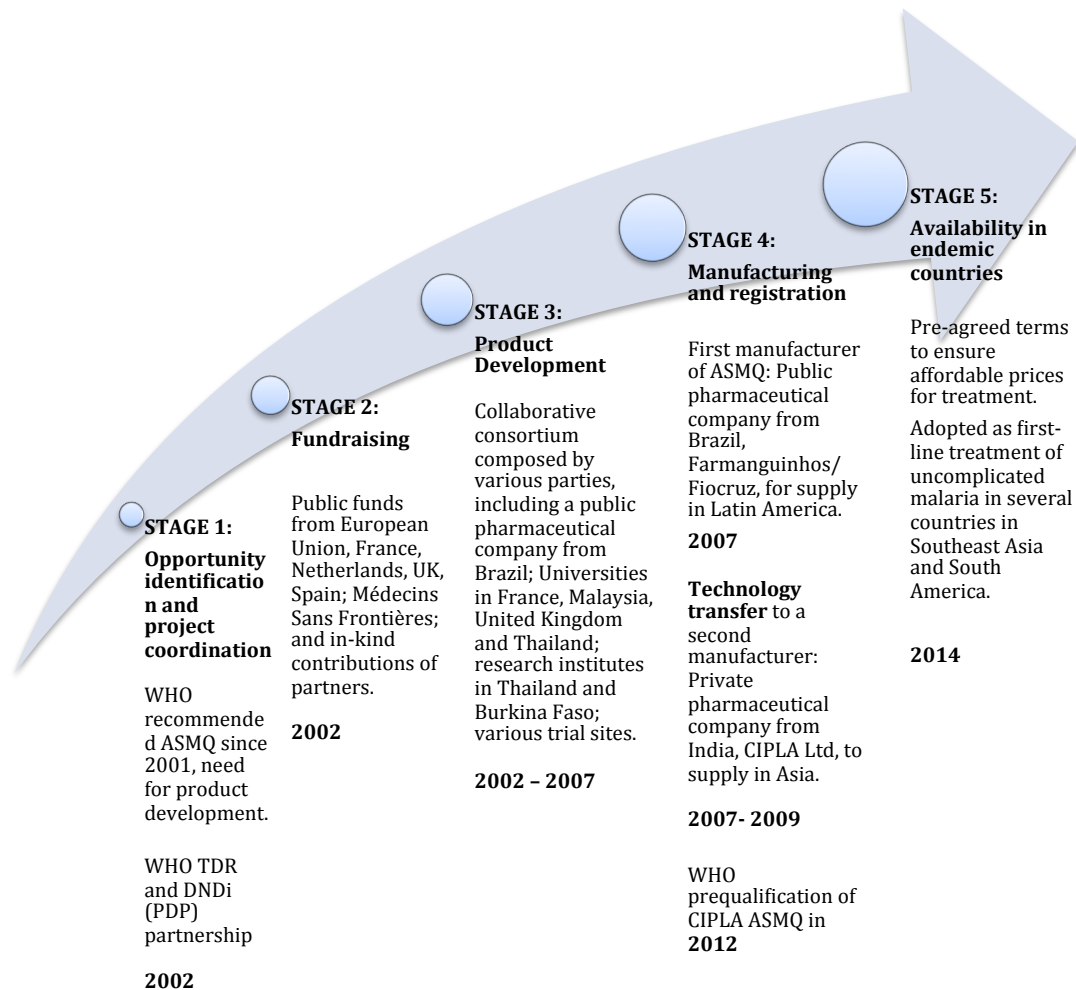 STAGE 1:
Opportunity
identificatio
n and
project
coordination
WHO
recommende
d ASMQ since
2001, need
for product
development.
WHO TDR
and DNDi
(PDP)
partnership
2002
STAGE 2:
Fundraising
Public funds
from European
Union, France,
Netherlands, UK,
Spain; Médecins
Sans Frontières;
and in-kind
contributions of
partners.
2002
STAGE 3:
Product
Development
Collaborative
consortium
composed by
various parties,
including a public
pharmaceutical
company from
Brazil; Universities
in France, Malaysia,
United Kingdom
and Thailand;
research institutes
in Thailand and
Burkina Faso;
various trial sites.
2002 – 2007
STAGE 4:
Manufacturing
and registration
First manufacturer
of ASMQ: Public
pharmaceutical
company from
Brazil,
Farmanguinhos/
Fiocruz, for supply
in Latin America.
2007
Technology
transfer to a
second
manufacturer:
Private
pharmaceutical
company from
India, CIPLA Ltd, to
supply in Asia.
2007- 2009
WHO
prequalification of
CIPLA ASMQ in
2012
STAGE 5:
Availability in
endemic
countries
Pre-agreed terms
to ensure
affordable prices
for treatment.
Adopted as first-
line treatment of
uncomplicated
malaria in several
countries in
Southeast Asia
and South
America.
2014